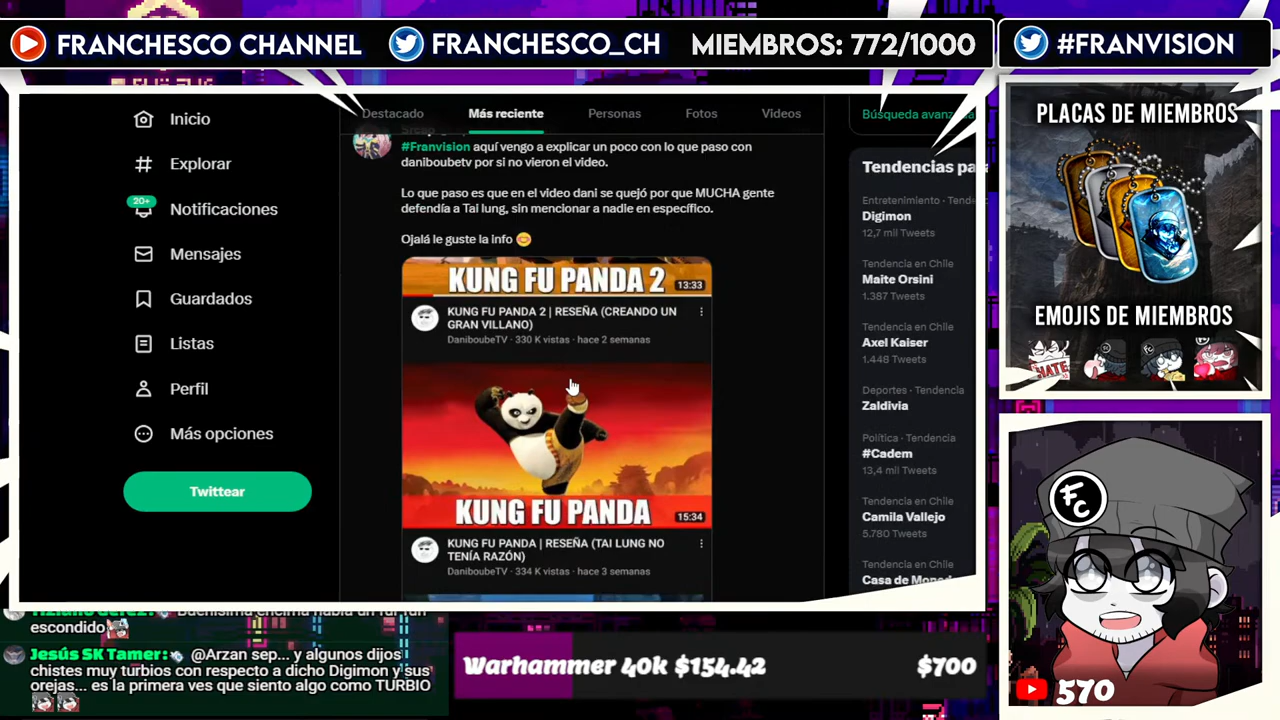 FRANCHESCO CHANNEL
FRANCHESCO_CH
MIEMBROS: 772/1000
#FRANVISION
Inicio
Explorar
20+
Notificaciones
Mensajes
Guardados
Listas
Perfil
Más opciones
Twittear
Destacado
Más reciente
Personas
Fotos
Videos
#Franvision aquí vengo a explicar un poco con lo que paso con
daniboubetv por si no vieron el video.
Lo que paso es que en el video dani se quejó por que MUCHA gente
defendía a Tai lung, sin mencionar a nadie en específico.
Ojalá le guste la info
KUNG FU PANDA 2
13:33
KUNG FU PANDA 2 | RESEÑA (CREANDO UN
GRAN VILLANO)
DaniboubeTV · 330 K vistas · hace 2 semanas
KUNG FU PANDA
15:34
KUNG FU PANDA | RESEÑA (TAI LUNG NO
TENÍA RAZÓN)
DaniboubeTV · 334 K vistas · hace 3 semanas
Búsqueda avanza
Tendencias pa
Entretenimiento · Tende
Digimon
12,7 mil Tweets
Tendencia en Chile
Maite Orsini
1.387 Tweets
Tendencia en Chile
Axel Kaiser
1.448 Tweets
Deportes · Tendencia
Zaldivia
Política · Tendencia
#Cadem
13,4 mil Tweets
Tendencia en Chile
Camila Vallejo
5.780 Tweets
Tendencia en Chile
Casa de Moned
PLACAS DE MIEMBROS
EMOJIS DE MIEMBROS
HATE
FC
570
escondido
Jesús SK Tamer: @Arzan sep... y algunos dijos
chistes muy turbios con respecto a dicho Digimon y sus
orejas... es la primera ves que siento algo como TURBIO
Warhammer 40k $154.42
$700